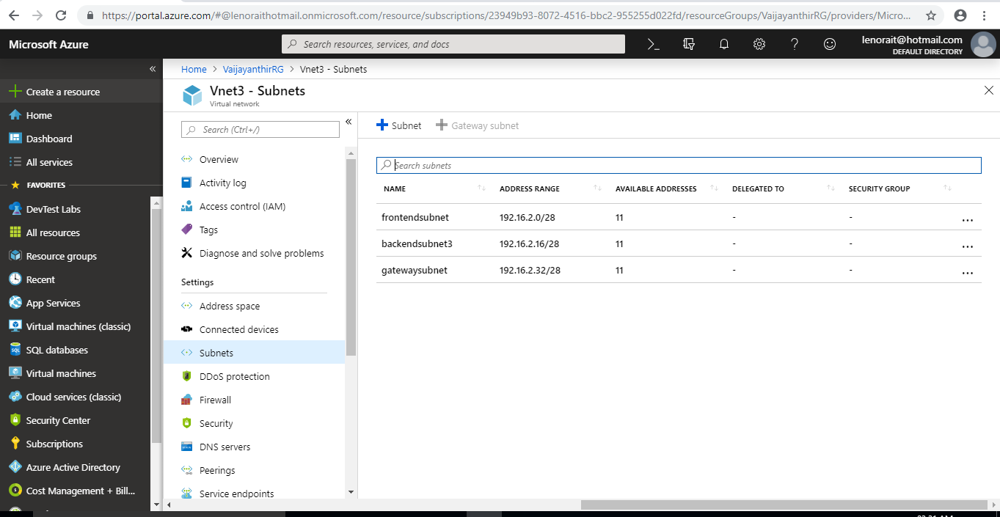 https://portal.azure.com/#@lenoraithotmail.onmicrosoft.com/resource/subscriptions/23949b93-8072-4516-bbc2-955255d022fd/resourceGroups/VaijayanthirRG/providers/Micro...
Microsoft Azure
Search resources, services, and docs
lenorait@hotmail.com
DEFAULT DIRECTORY
Create a resource
Home
Dashboard
All services
FAVORITES
DevTest Labs
All resources
Resource groups
Recent
App Services
Virtual machines (classic)
SQL databases
Virtual machines
Cloud services (classic)
Security Center
Subscriptions
Azure Active Directory
Cost Management + Bill...
Home > VaijayanthirRG > Vnet3 - Subnets
Vnet3 - Subnets
Virtual network
Search (Ctrl+/)
Overview
Activity log
Access control (IAM)
Tags
Diagnose and solve problems
Settings
Address space
Connected devices
Subnets
DDoS protection
Firewall
Security
DNS servers
Peerings
Service endpoints
Subnet Gateway subnet
Search subnets
NAME ADDRESS RANGE AVAILABLE ADDRESSES DELEGATED TO SECURITY GROUP
frontendsubnet 192.16.2.0/28 11 - - ...
backendsubnet3 192.16.2.16/28 11 - - ...
gatewaysubnet 192.16.2.32/28 11 - - ...